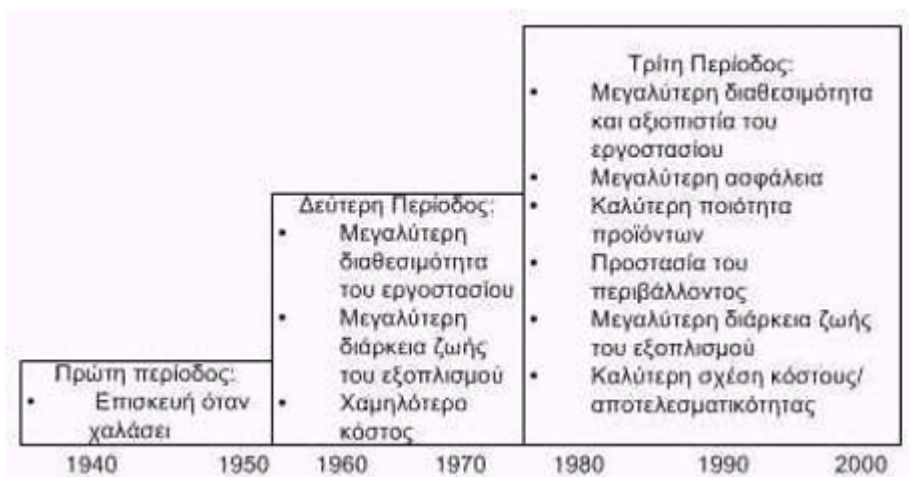 Πρώτη περίοδος:
• Επισκευή όταν
χαλάσει
Δεύτερη Περίοδος:
• Μεγαλύτερη
διαθεσιμότητα
του εργοστασίου
• Μεγαλύτερη
διάρκεια ζωής
του εξοπλισμού
• Χαμηλότερο
κόστος
Τρίτη Περίοδος:
• Μεγαλύτερη διαθεσιμότητα
και αξιοπιστία του
εργοστασίου
• Μεγαλύτερη ασφάλεια
• Καλύτερη ποιότητα
προϊόντων
• Προστασία του
περιβάλλοντος
• Μεγαλύτερη διάρκεια ζωής
του εξοπλισμού
• Καλύτερη σχέση κόστους/
αποτελεσματικότητας
1940 1950 1960 1970 1980 1990 2000